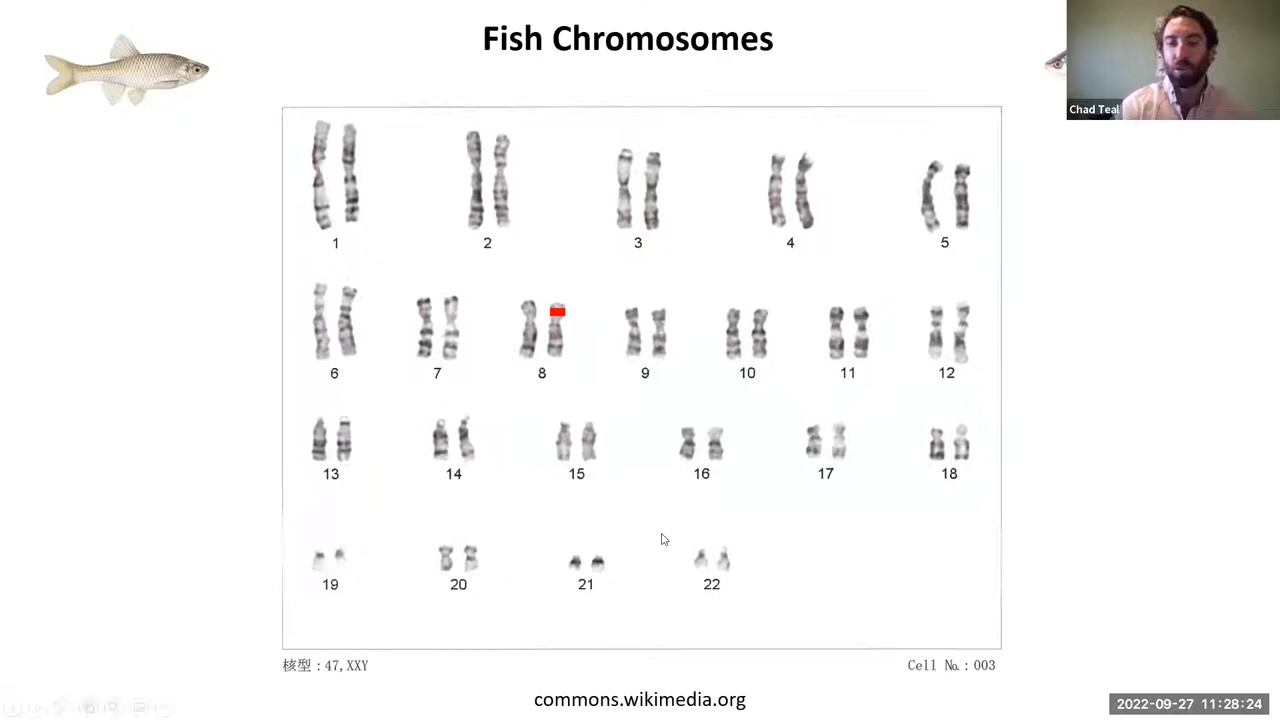 Fish Chromosomes
Chad Teal
1 2 3 4 5
6 7 8 9 10 11 12
13 14 15 16 17 18
19 20 21 22
核型：47,XXY
Cell №.：003
commons.wikimedia.org
2022-09-27 11:28:24